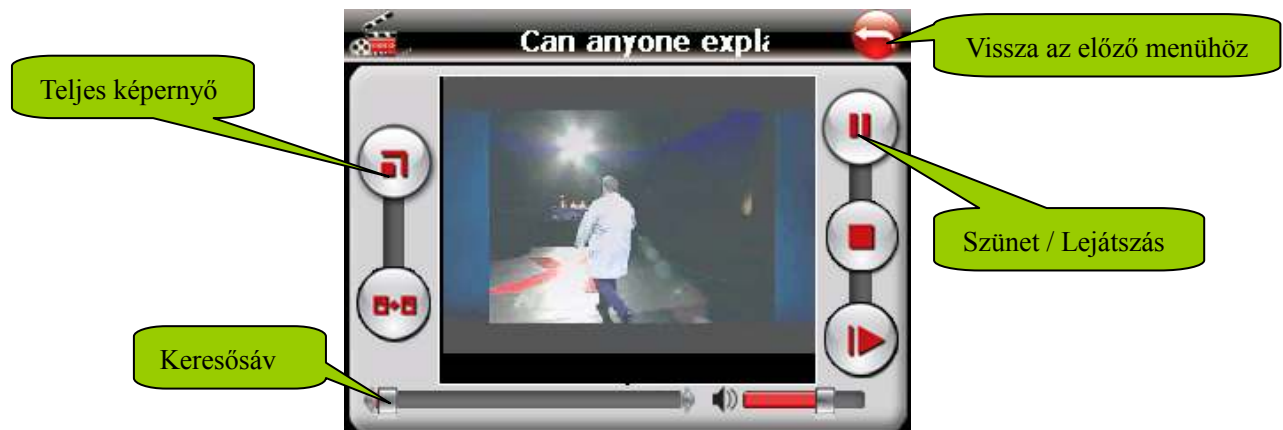 Can anyone expla
Vissza az előző menühöz
Teljes képernyő
Szünet / Lejátszás
Keresősáv